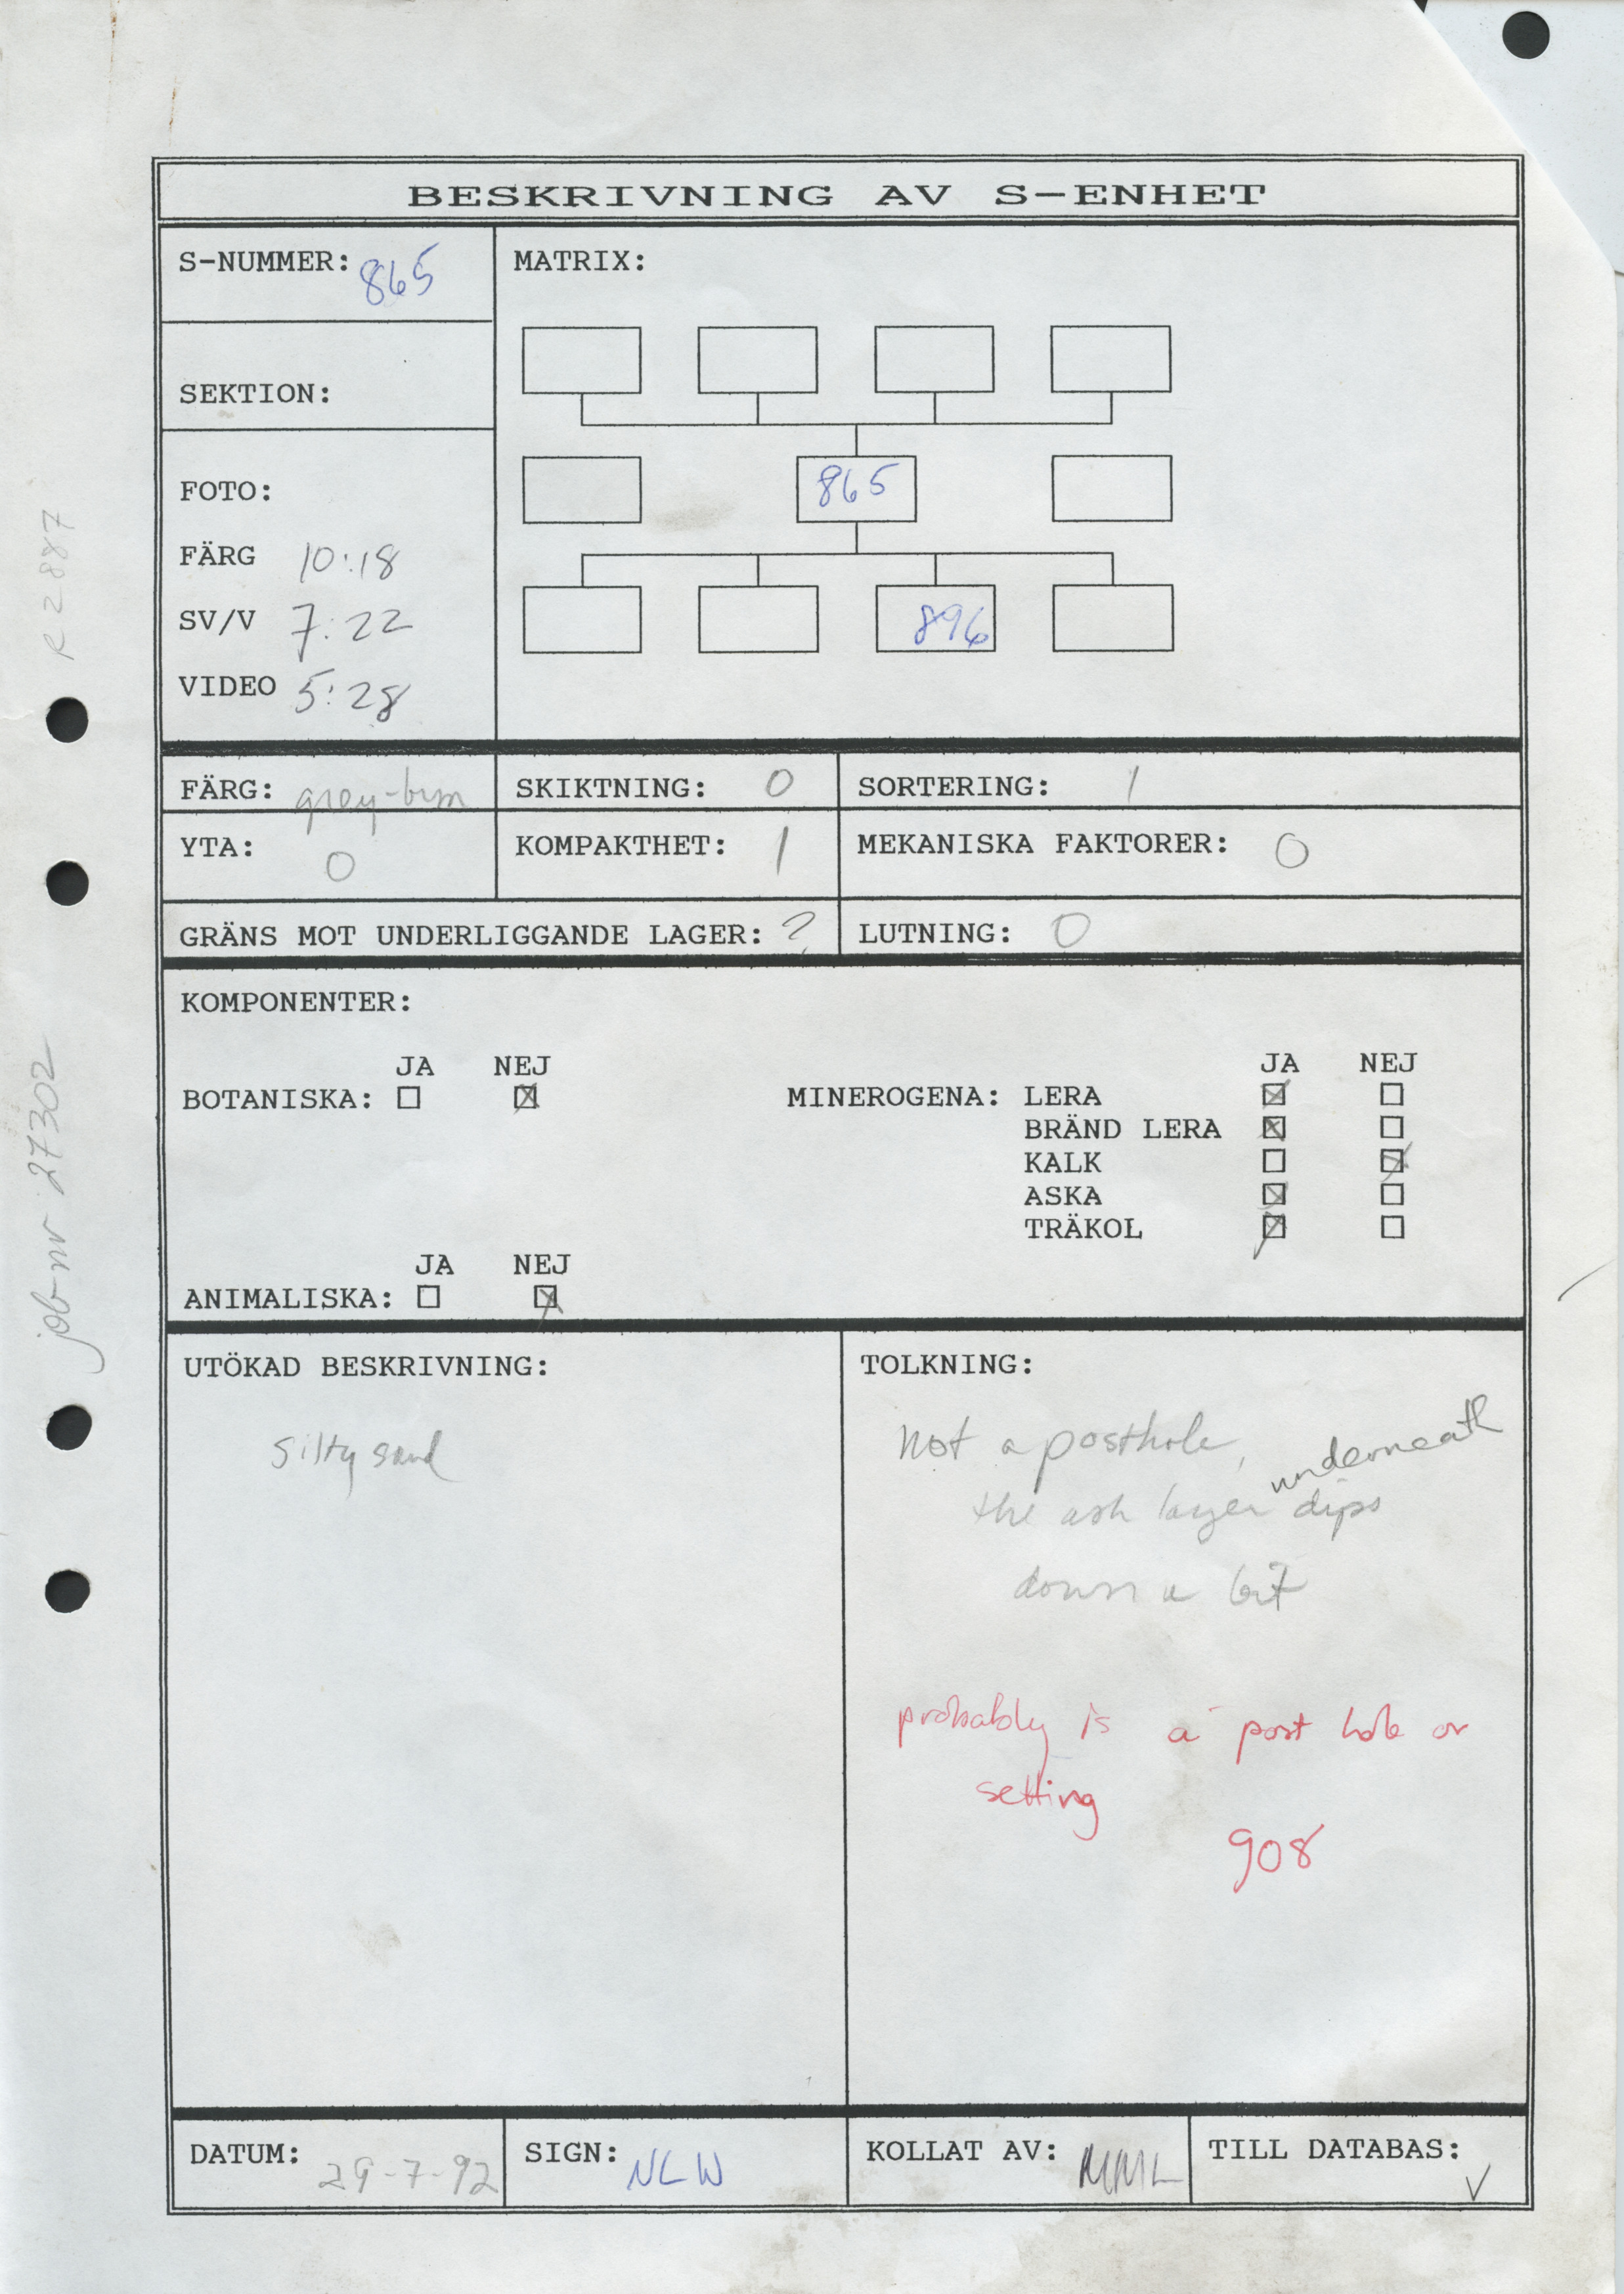 BESKRIVNING AV S-ENHET
S-NUMMER: 865
MATRIX:
SEKTION:
865
896
FOTO:
FÄRG 10:18
SV/V 7:22
VIDEO 5:28
FÄRG: grey-brn
SKIKTNING: 0
SORTERING: 1
YTA: 0
KOMPAKTHET: 1
MEKANISKA FAKTORER: 0
GRÄNS MOT UNDERLIGGANDE LAGER: ?
LUTNING: 0
KOMPONENTER:
JA NEJ
BOTANISKA:
JA NEJ
MINEROGENA: LERA
BRÄND LERA
KALK
ASKA
TRÄKOL
JA NEJ
ANIMALISKA:
UTÖKAD BESKRIVNING:
silty sand
TOLKNING:
not a posthole,
the ash layer underneath dips
down a bit
probably is a post hole or
setting
908
DATUM: 29-7-92
SIGN: NLW
KOLLAT AV: MML
TILL DATABAS: √
R 2887
job-nr 27302